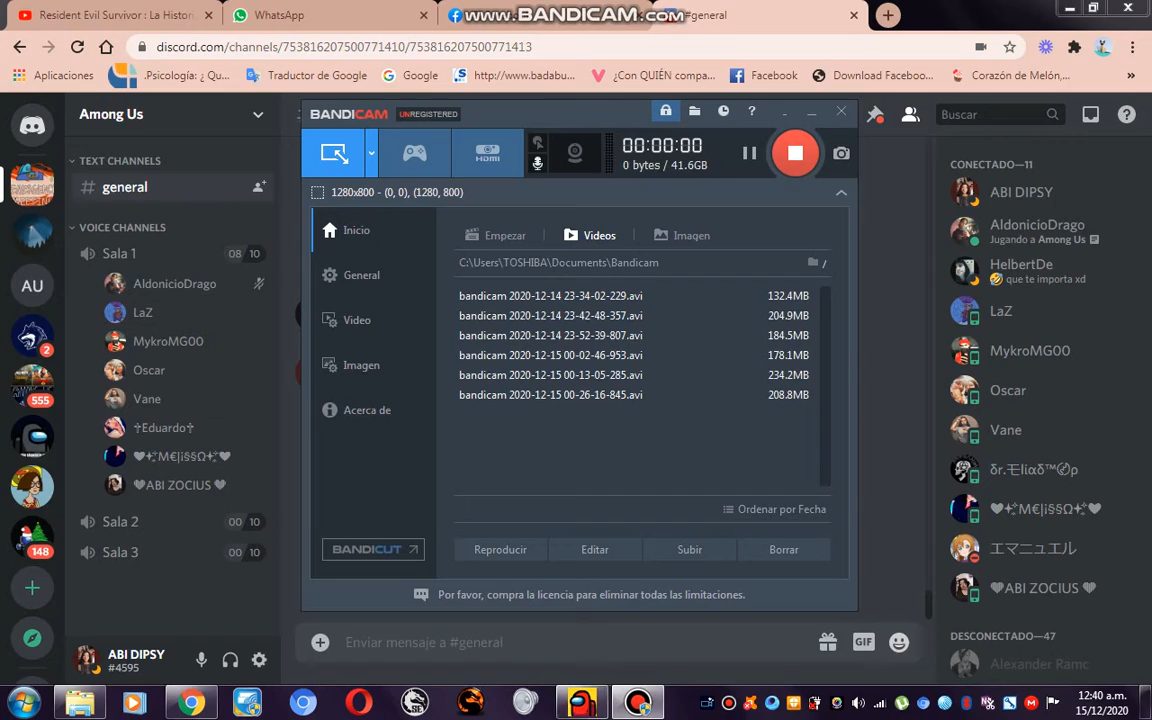 Resident Evil Survivor : La Histori
WhatsApp
www.BANDICAM.com
#general
discord.com/channels/753816207500771410/753816207500771413
Aplicaciones
.Psicología: ¿ Qu...
Traductor de Google
Google
http://www.badabu...
¿Con QUIÉN compa...
Facebook
Download Faceboo...
Corazón de Melón,...
»
Among Us
TEXT CHANNELS
# general
VOICE CHANNELS
Sala 1
08 10
AldonicioDrago
LaZ
MykroMG00
Oscar
Vane
†Eduardo†
♥ABI ZOCIUS ♥
Sala 2
00 10
Sala 3
00 10
AU
2
555
148
ABI DIPSY
#4595
BANDICAM
UNREGISTERED
HDMI
00:00:00
0 bytes / 41.6GB
1280x800 - (0, 0), (1280, 800)
Inicio
General
Video
Imagen
Acerca de
BANDICUT
Empezar
Videos
Imagen
C:\Users\TOSHIBA\Documents\Bandicam
/
bandicam 2020-12-14 23-34-02-229.avi 132.4MB
bandicam 2020-12-14 23-42-48-357.avi 204.9MB
bandicam 2020-12-14 23-52-39-807.avi 184.5MB
bandicam 2020-12-15 00-02-46-953.avi 178.1MB
bandicam 2020-12-15 00-13-05-285.avi 234.2MB
bandicam 2020-12-15 00-26-16-845.avi 208.8MB
Ordenar por Fecha
Reproducir
Editar
Subir
Borrar
Por favor, compra la licencia para eliminar todas las limitaciones.
Enviar mensaje a #general
GIF
Buscar
CONECTADO—11
ABI DIPSY
AldonicioDrago
Jugando a Among Us
HelbertDe
que te importa xd
LaZ
MykroMG00
Oscar
Vane
エマニュエル
♥ABI ZOCIUS ♥
DESCONECTADO—47
Alexander Ramc
12:40 a.m.
15/12/2020